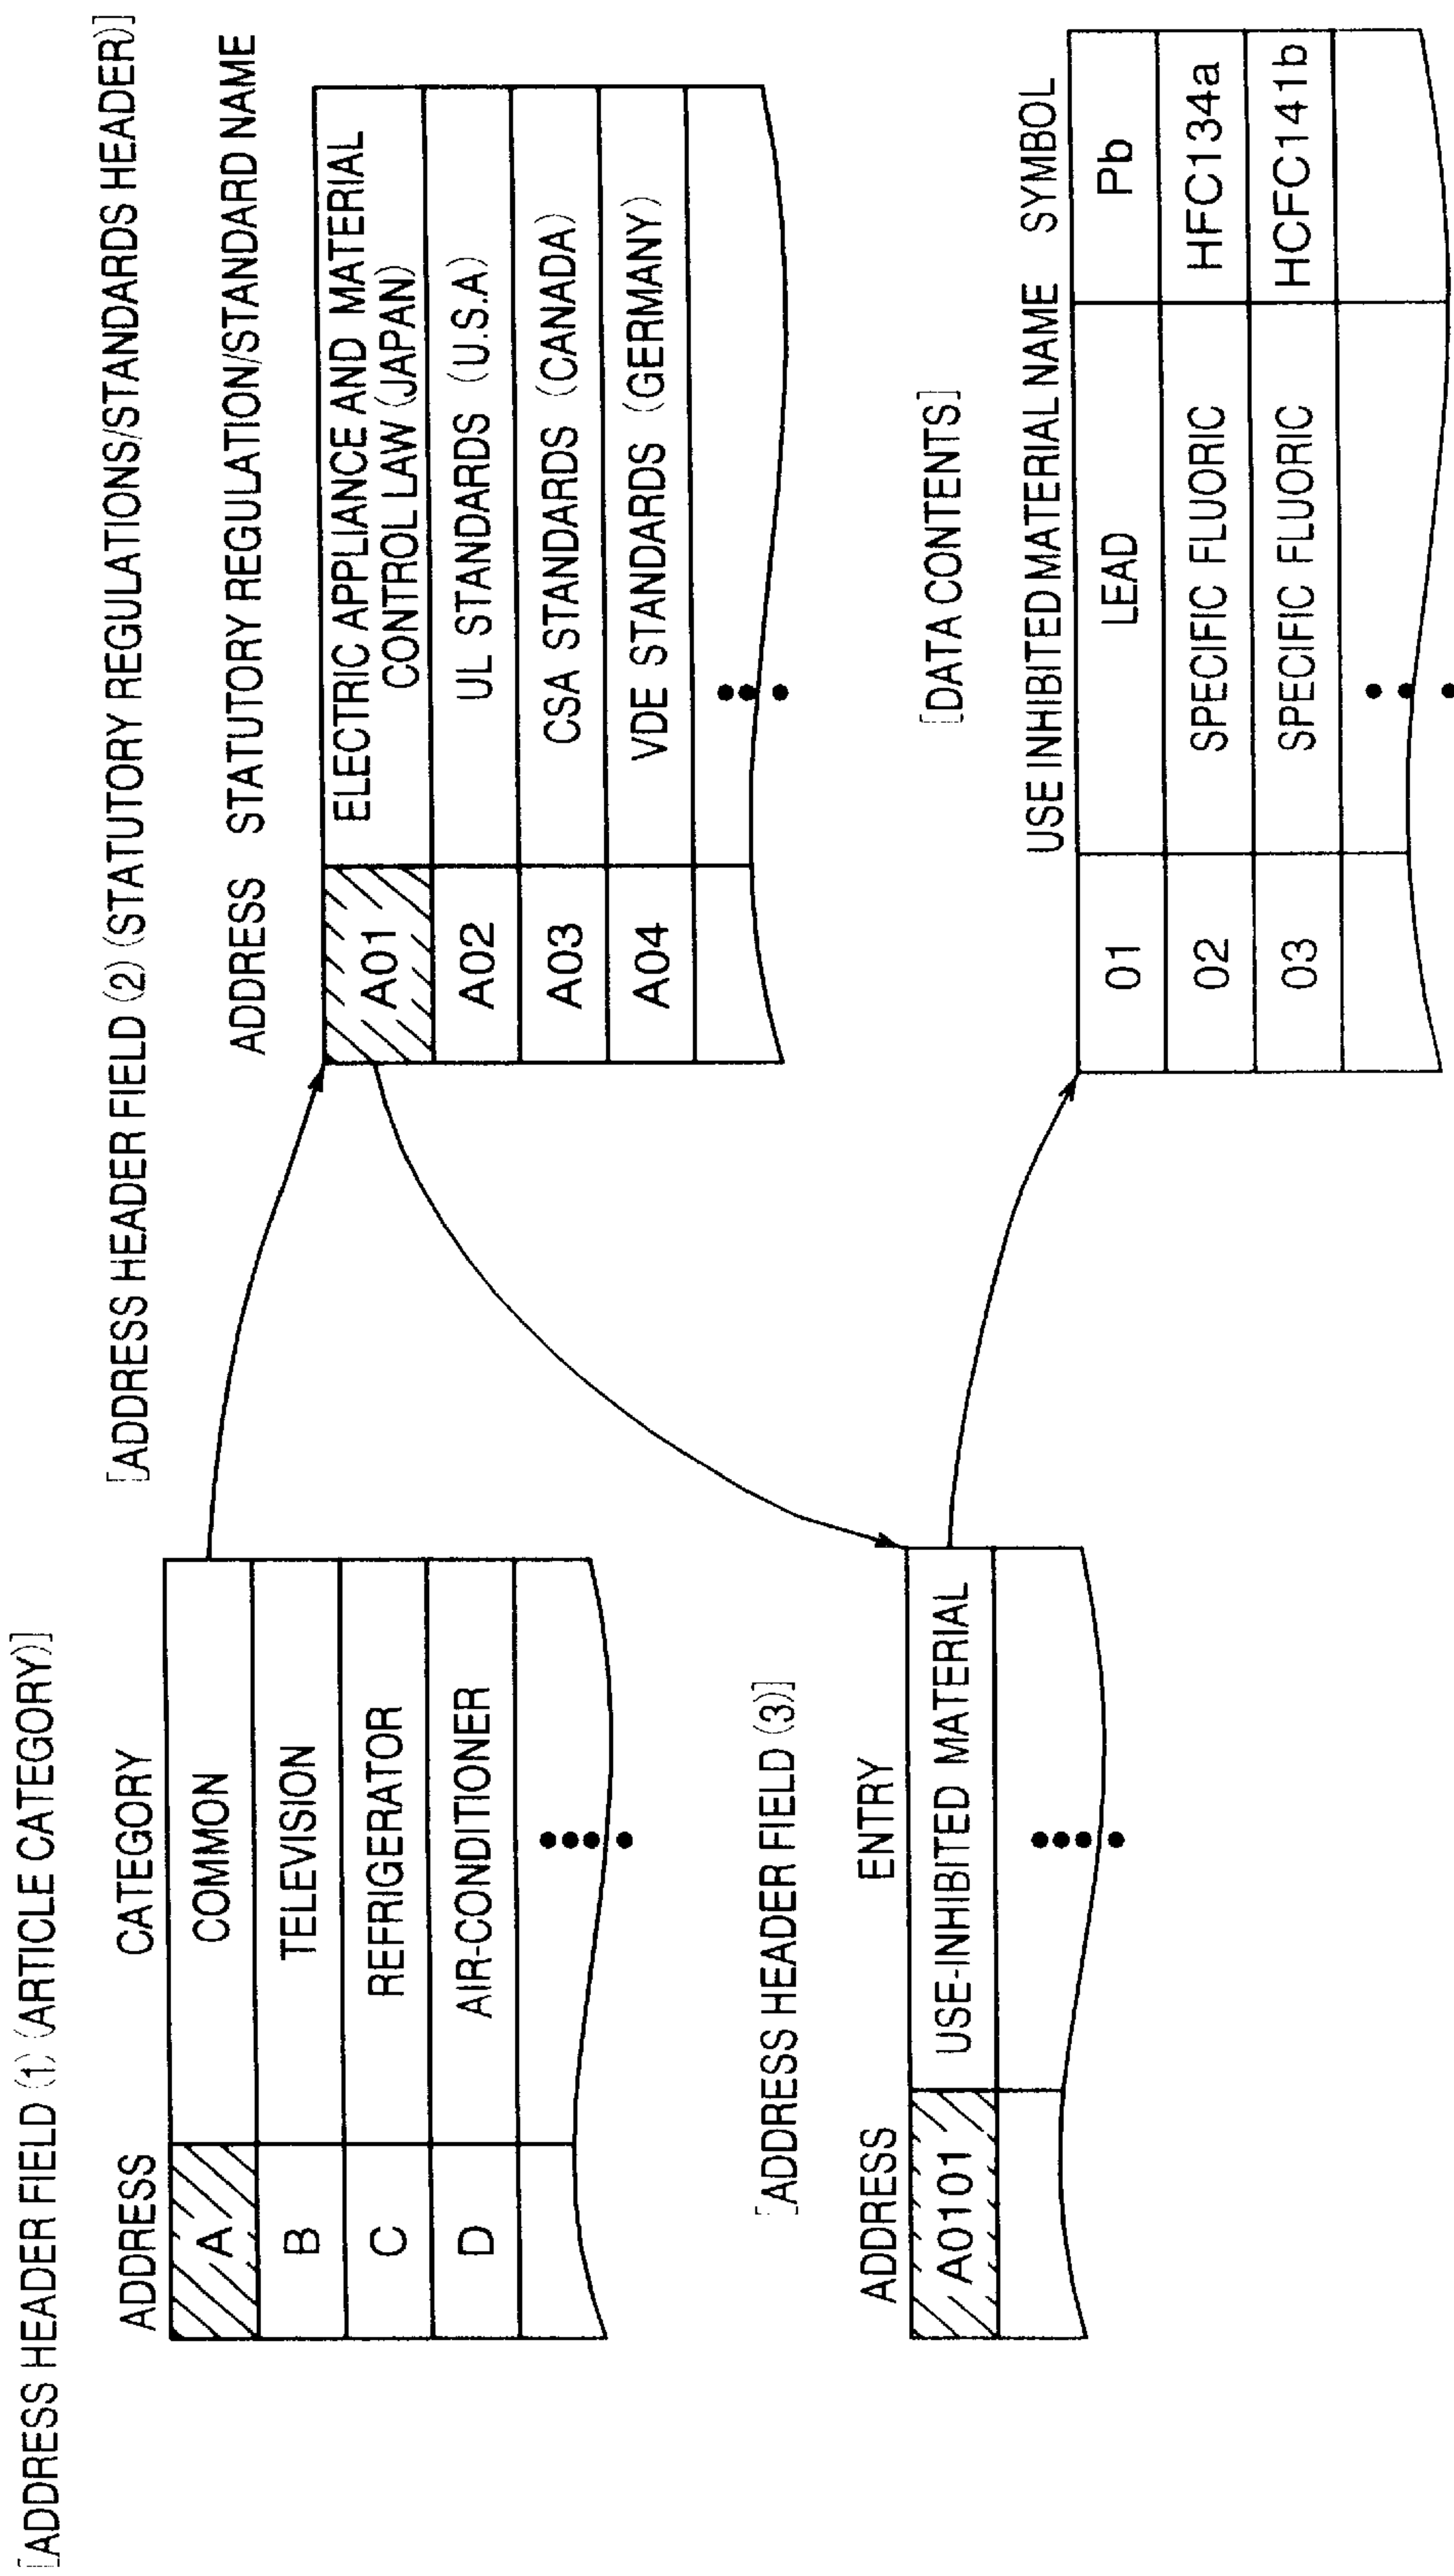 [ADDRESS HEADER FIELD (1) (ARTICLE CATEGORY)]
ADDRESS CATEGORY
A COMMON
B TELEVISION
C REFRIGERATOR
D AIR-CONDITIONER
[ADDRESS HEADER FIELD (2) (STATUTORY REGULATIONS/STANDARDS HEADER)]
ADDRESS STATUTORY REGULATION/STANDARD NAME
A01 ELECTRIC APPLIANCE AND MATERIAL
CONTROL LAW (JAPAN)
A02 UL STANDARDS (U.S.A)
A03 CSA STANDARDS (CANADA)
A04 VDE STANDARDS (GERMANY)
[ADDRESS HEADER FIELD (3)]
ADDRESS ENTRY
A0101 USE-INHIBITED MATERIAL
[DATA CONTENTS]
USE INHIBITED MATERIAL NAME SYMBOL
01 LEAD Pb
02 SPECIFIC FLUORIC HFC134a
03 SPECIFIC FLUORIC HCFC141b